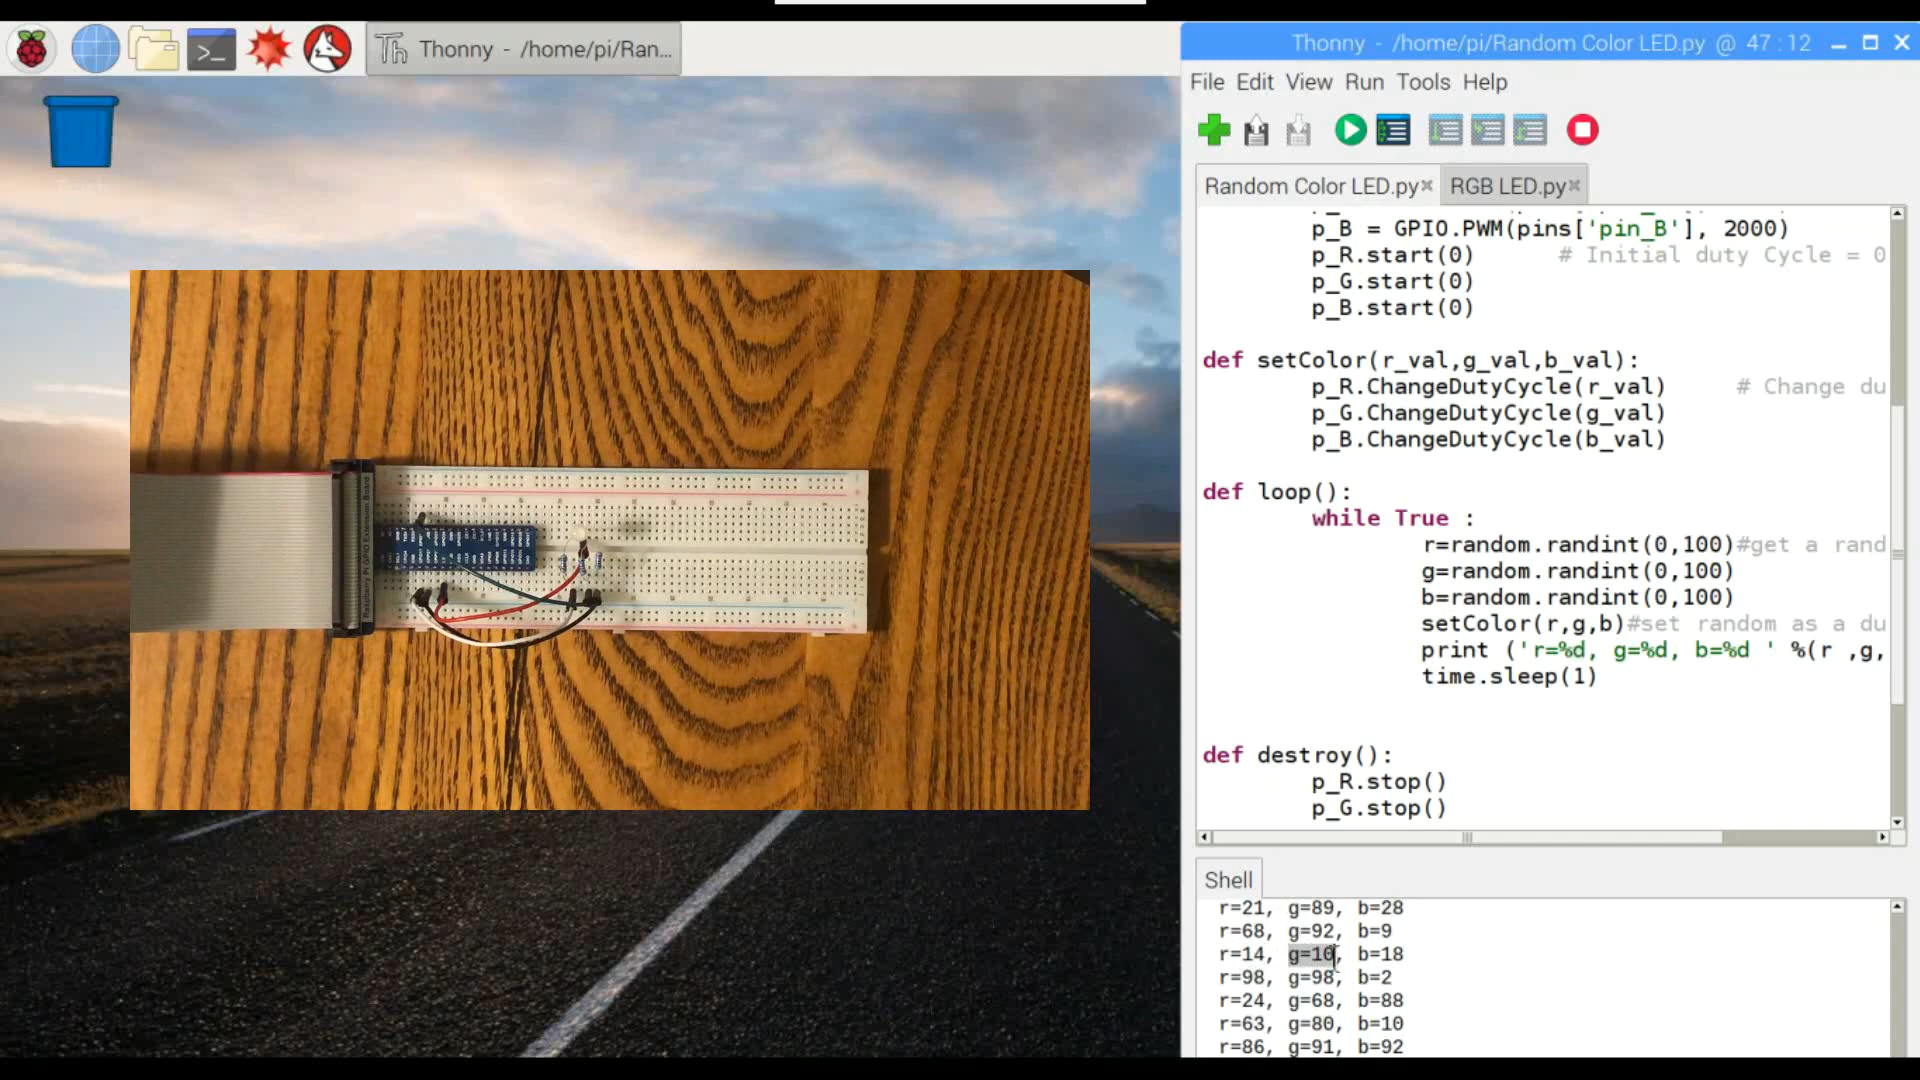 Thonny - /home/pi/Ran...
Thonny - /home/pi/Random Color LED.py @ 47 : 12
File Edit View Run Tools Help
Random Color LED.py
RGB LED.py
p_B = GPIO.PWM(pins['pin_B'], 2000)
p_R.start(0) # Initial duty Cycle = 0
p_G.start(0)
p_B.start(0)
def setColor(r_val,g_val,b_val):
p_R.ChangeDutyCycle(r_val) # Change du
p_G.ChangeDutyCycle(g_val)
p_B.ChangeDutyCycle(b_val)
def loop():
while True :
r=random.randint(0,100)#get a rand
g=random.randint(0,100)
b=random.randint(0,100)
setColor(r,g,b)#set random as a du
print ('r=%d, g=%d, b=%d ' %(r ,g,
time.sleep(1)
def destroy():
p_R.stop()
p_G.stop()
Shell
r=21, g=89, b=28
r=68, g=92, b=9
r=14, g=10, b=18
r=98, g=98, b=2
r=24, g=68, b=88
r=63, g=80, b=10
r=86, g=91, b=92
Raspberry Pi GPIO Extension Board